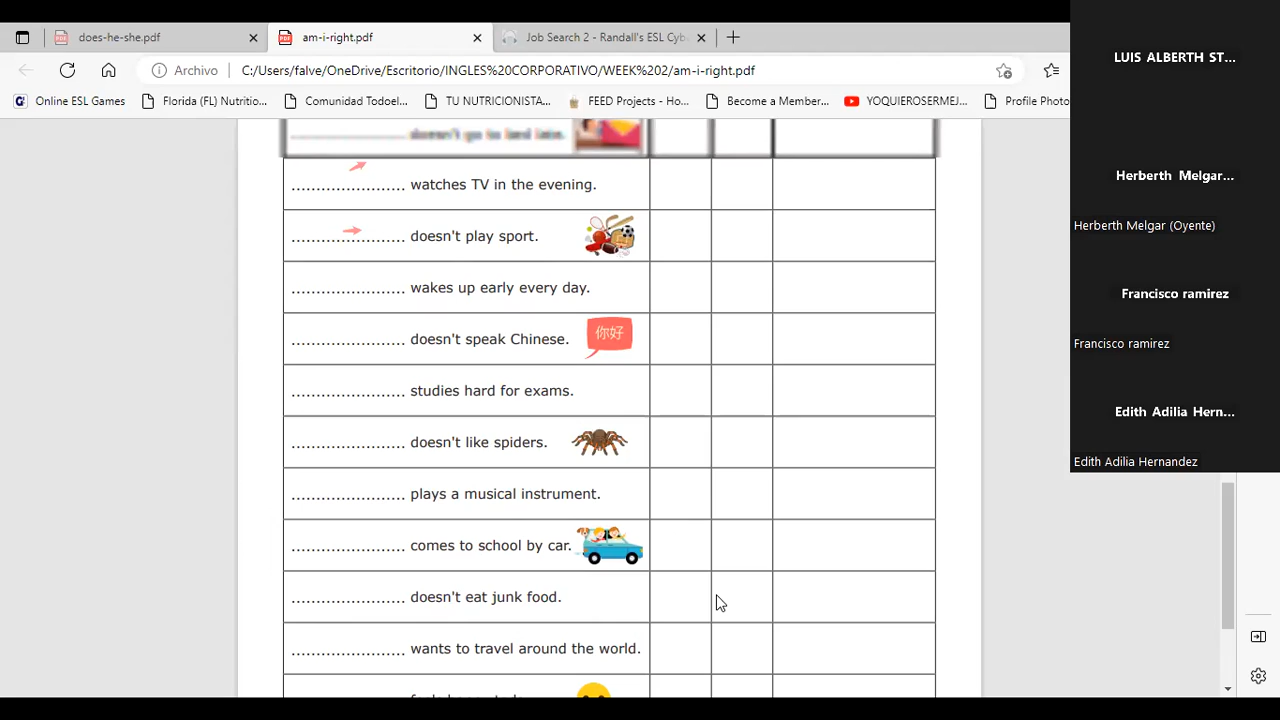 does-he-she.pdf
am-i-right.pdf
Job Search 2 - Randall's ESL Cyb
Archivo
C:/Users/falve/OneDrive/Escritorio/INGLES%20CORPORATIVO/WEEK%202/am-i-right.pdf
Online ESL Games
Florida (FL) Nutritio...
Comunidad Todoel...
TU NUTRICIONISTA...
FEED Projects - Ho...
Become a Member...
YOQUIEROSERMEJ...
Profile Photo
LUIS ALBERTH ST...
Herberth Melgar...
Herberth Melgar (Oyente)
Francisco ramirez
Francisco ramirez
Edith Adilia Hern...
Edith Adilia Hernandez
doesn't go to bed late.
....................... watches TV in the evening.
....................... doesn't play sport.
....................... wakes up early every day.
....................... doesn't speak Chinese.
你好
....................... studies hard for exams.
....................... doesn't like spiders.
....................... plays a musical instrument.
....................... comes to school by car.
....................... doesn't eat junk food.
....................... wants to travel around the world.